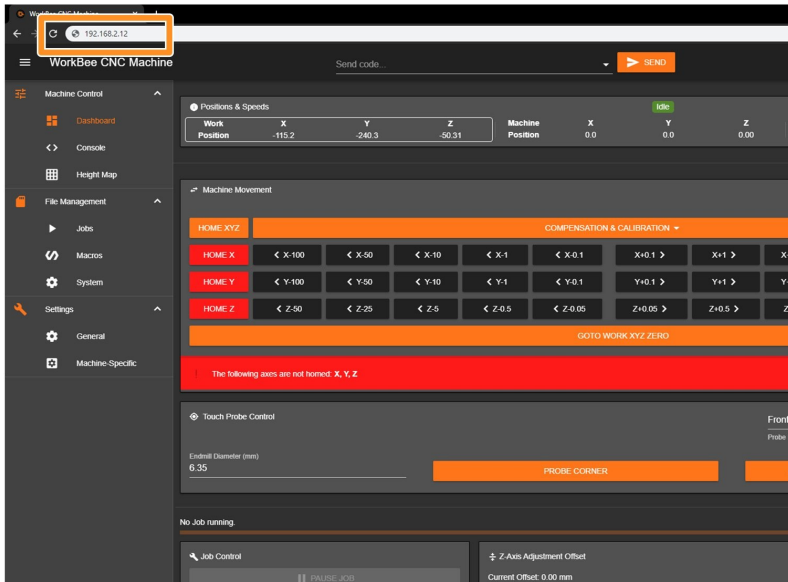 WorkBee CNC Machine
192.168.2.12
WorkBee CNC Machine
Send code...
SEND
Machine Control
Dashboard
Console
Height Map
File Management
Jobs
Macros
System
Settings
General
Machine-Specific
Positions & Speeds
Idle
Work Position X Y Z Machine Position X Y Z
-115.2 -240.3 -50.31 0.0 0.0 0.00
Machine Movement
HOME XYZ COMPENSATION & CALIBRATION
HOME X X-100 X-50 X-10 X-1 X-0.1 X+0.1 X+1
HOME Y Y-100 Y-50 Y-10 Y-1 Y-0.1 Y+0.1 Y+1
HOME Z Z-50 Z-25 Z-5 Z-0.5 Z-0.05 Z+0.05 Z+0.5
GOTO WORK XYZ ZERO
! The following axes are not homed: X, Y, Z
Touch Probe Control
Front
Probe
Endmill Diameter (mm)
6.35
PROBE CORNER
No Job running.
Job Control
PAUSE JOB
Z-Axis Adjustment Offset
Current Offset: 0.00 mm